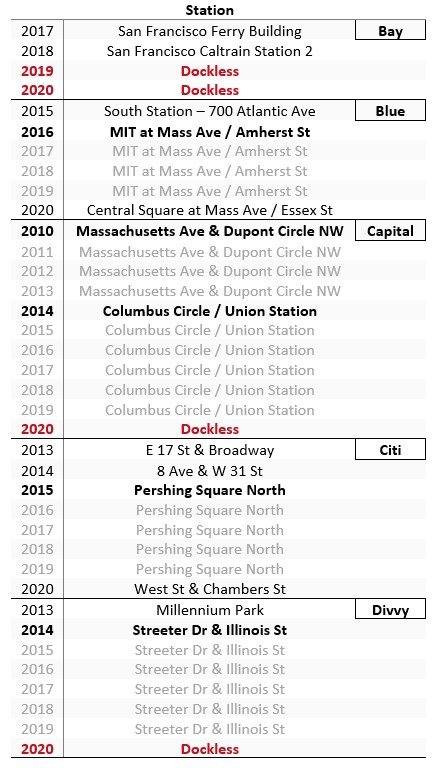 Station
2017 San Francisco Ferry Building Bay
2018 San Francisco Caltrain Station 2
2019 Dockless
2020 Dockless
2015 South Station – 700 Atlantic Ave Blue
2016 MIT at Mass Ave / Amherst St
2017 MIT at Mass Ave / Amherst St
2018 MIT at Mass Ave / Amherst St
2019 MIT at Mass Ave / Amherst St
2020 Central Square at Mass Ave / Essex St
2010 Massachusetts Ave & Dupont Circle NW Capital
2011 Massachusetts Ave & Dupont Circle NW
2012 Massachusetts Ave & Dupont Circle NW
2013 Massachusetts Ave & Dupont Circle NW
2014 Columbus Circle / Union Station
2015 Columbus Circle / Union Station
2016 Columbus Circle / Union Station
2017 Columbus Circle / Union Station
2018 Columbus Circle / Union Station
2019 Columbus Circle / Union Station
2020 Dockless
2013 E 17 St & Broadway Citi
2014 8 Ave & W 31 St
2015 Pershing Square North
2016 Pershing Square North
2017 Pershing Square North
2018 Pershing Square North
2019 Pershing Square North
2020 West St & Chambers St
2013 Millennium Park Divvy
2014 Streeter Dr & Illinois St
2015 Streeter Dr & Illinois St
2016 Streeter Dr & Illinois St
2017 Streeter Dr & Illinois St
2018 Streeter Dr & Illinois St
2019 Streeter Dr & Illinois St
2020 Dockless